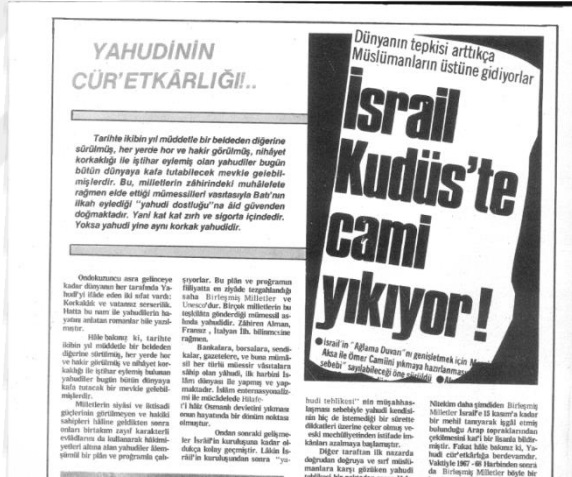 YAHUDİNİN
CÜR'ETKÂRLIĞI!..
Tarihte ikibin yıl müddetle bir beldeden diğerine
sürülmüş, her yerde hor ve hakir görülmüş, nihâyet
korkaklığı ile iştihar eylemiş olan yahudiler bugün
bütün dünyaya kafa tutabilecek mevkie gelebil-
mişlerdir. Bu, milletlerin zâhirindeki muhâlefete
rağmen elde ettiği mümessilleri vasıtasıyla Batı'nın
ilkah eylediği "yahudi dostluğu"na âid güvenden
doğmaktadır. Yani kat kat zırh ve sigorta içindedir.
Yoksa yahudi yine aynı korkak yahudidir.
Dünyanın tepkisi arttıkça
Müslümanların üstüne gidiyorlar
İsrail
Kudüs'te
cami
yıkıyor!
İsrail'in "Ağlama Duvarı"nı genişletmek için
Aksa ile Ömer Camiini yıkmaya hazırlanması
sebebi" sayılabileceği öne sürüldü
Ondokuzuncu asra gelinceye
kadar dünyanın her tarafında Ya-
hudi'yi ifâde eden iki sıfat vardı:
Korkaklık ve vatansız serserilik.
Hatta bu nam ile yahudilerin ha-
yatını anlatan romanlar bile yazıl-
mıştır.
Hâle bakınız ki, tarihte
ikibin yıl müddetle bir beldeden
diğerine sürülmüş, her yerde hor
ve hakir görülmüş ve nihâyet kor-
kaklığı ile iştihar eylemiş bulunan
yahudiler bugün bütün dünyaya
kafa tutacak bir mevkie gelebil-
mişlerdir.
Milletlerin siyâsi ve iktisadi
güçlerinin görülmeyen ve hakiki
sahipleri hâline geldikten sonra
onları birtakım zayıf karakterli
evlâdlarını da kullanarak hâkimi-
yetleri altına alan yahudiler âlem-
şümûl bir plân ve programla çalı-
şıyorlar. Bu plân ve programın
fiiliyatta en ziyâde tezgahlandığı
saha Birleşmiş Milletler ve
Unesco'dur. Birçok milletlerin bu
teşkilâta gönderdiği mümessil as-
lında yahudidir. Zâhiren Alman,
Fransız, İtalyan ilh. bilinmesine
rağmen.
Bankalara, borsalara, sendi-
kalar, gazetelere, ve buna mümâ-
sil her türlü müessir vâsıtalara
sâhip olan yâhudi, ilk harbini İs-
lâm dünyası ile yapmış ve yap-
maktadır. İslâm enternasyonaliz-
mi ile mücâdelede Hilâfe-
t'i hâiz Osmanlı devletini yıkması
onun hayatında bir dönüm noktası
olmuştur.
Ondan sonraki gelişme-
ler İsrâil'in kuruluşuna kadar ol-
dukça kolay geçmiştir. Lâkin İs-
râil'in kuruluşundan sonra "ya-
hudi tehlikesi" nin müşahhas-
laşması sebebiyle yahudi kendisi-
nin hiç de istemediği bir sûrette
dikkatleri üzerine çeker olmuş ve
eski mechûliyetinden istifade im-
kânları azalmaya başlamıştır.
Diğer taraftan ilk nazarda
doğrudan doğruya ve sırf müslü-
manlara karşı gözüken yahudi
Nitekim daha şimdiden Birleşmiş
Milletler İsrail'e 15 kasım'a kadar
bir mehil tanıyarak işgâl etmiş
bulunduğu Arap topraklarından
çekilmesini kat'i bir lisanla bildir-
miştir. Fakat hâle bakınız ki, Ya-
hudi cür'etkârlığa berdevamdır.
Vaktiyle 1967 - 68 Harbinden sonra
da Birleşmiş Milletler böyle bir